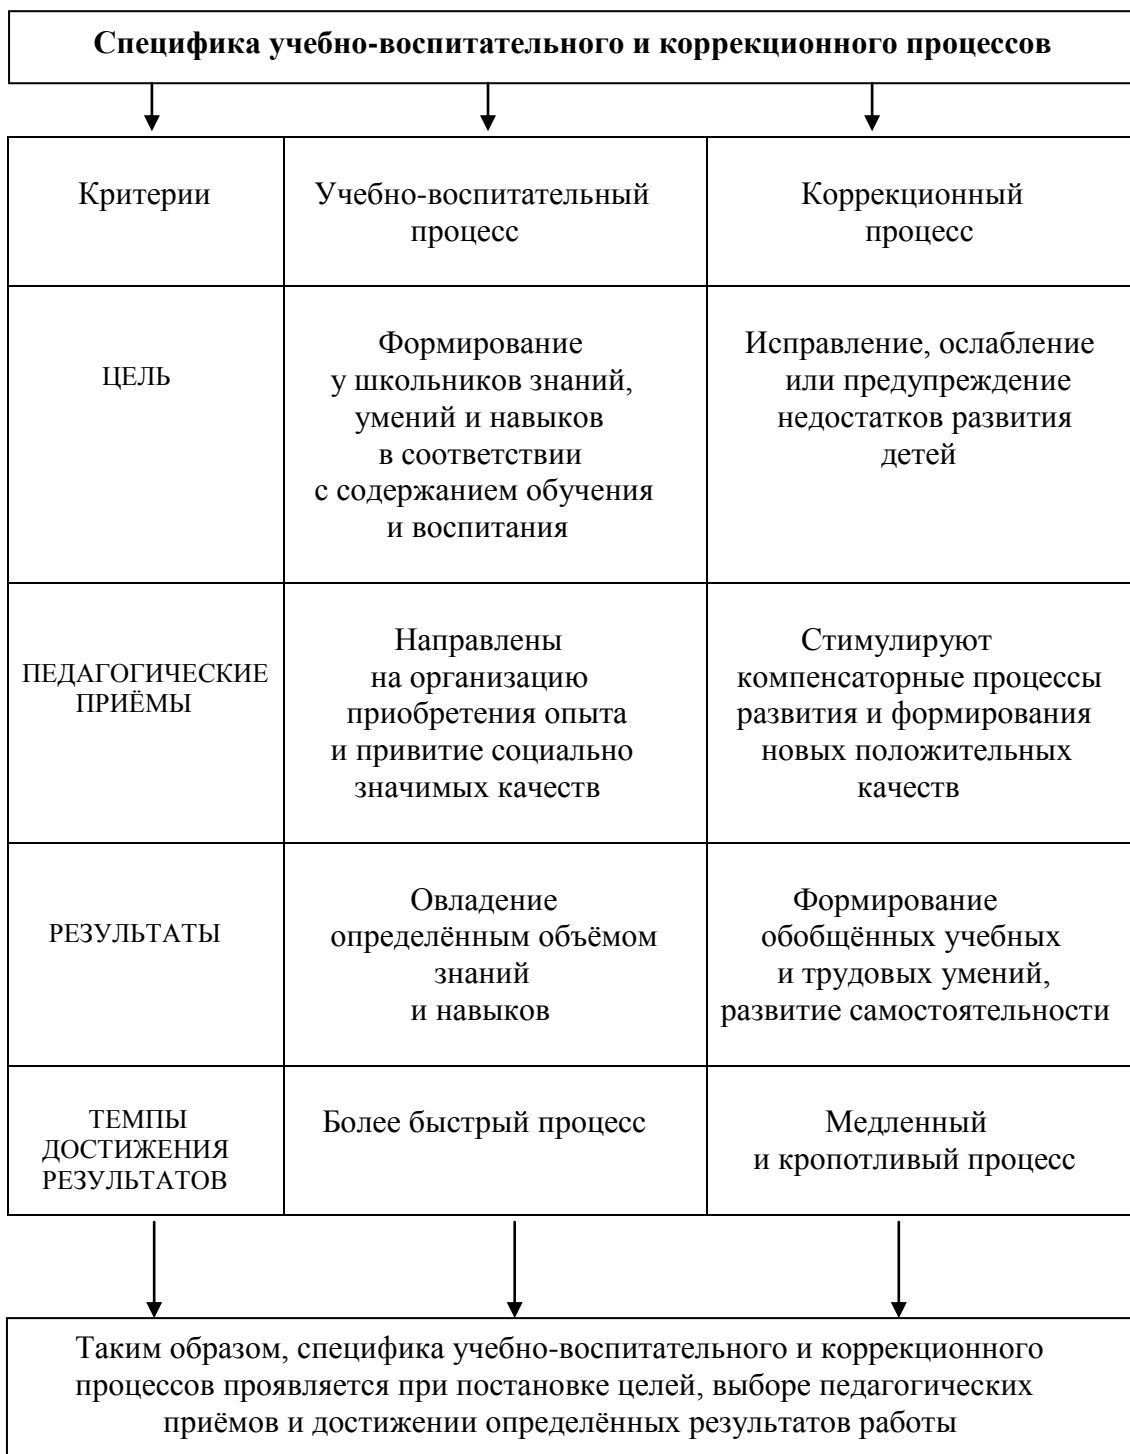 Специфика учебно-воспитательного и коррекционного процессов
Критерии
Учебно-воспитательный
процесс
Коррекционный
процесс
ЦЕЛЬ
Формирование
у школьников знаний,
умений и навыков
в соответствии
с содержанием обучения
и воспитания
Исправление, ослабление
или предупреждение
недостатков развития
детей
ПЕДАГОГИЧЕСКИЕ
ПРИЁМЫ
Направлены
на организацию
приобретения опыта
и привитие социально
значимых качеств
Стимулируют
компенсаторные процессы
развития и формирования
новых положительных
качеств
РЕЗУЛЬТАТЫ
Овладение
определённым объёмом
знаний
и навыков
Формирование
обобщённых учебных
и трудовых умений,
развитие самостоятельности
ТЕМПЫ
ДОСТИЖЕНИЯ
РЕЗУЛЬТАТОВ
Более быстрый процесс
Медленный
и кропотливый процесс
Таким образом, специфика учебно-воспитательного и коррекционного
процессов проявляется при постановке целей, выборе педагогических
приёмов и достижении определённых результатов работы